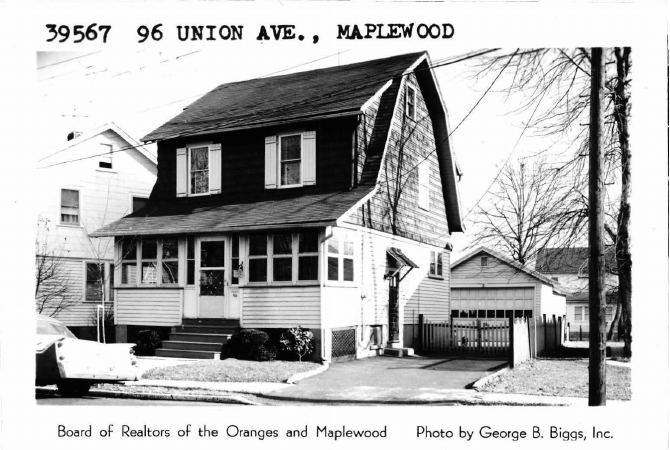 39567 96 UNION AVE., MAPLEWOOD
Board of Realtors of the Oranges and Maplewood Photo by George B. Biggs, Inc.